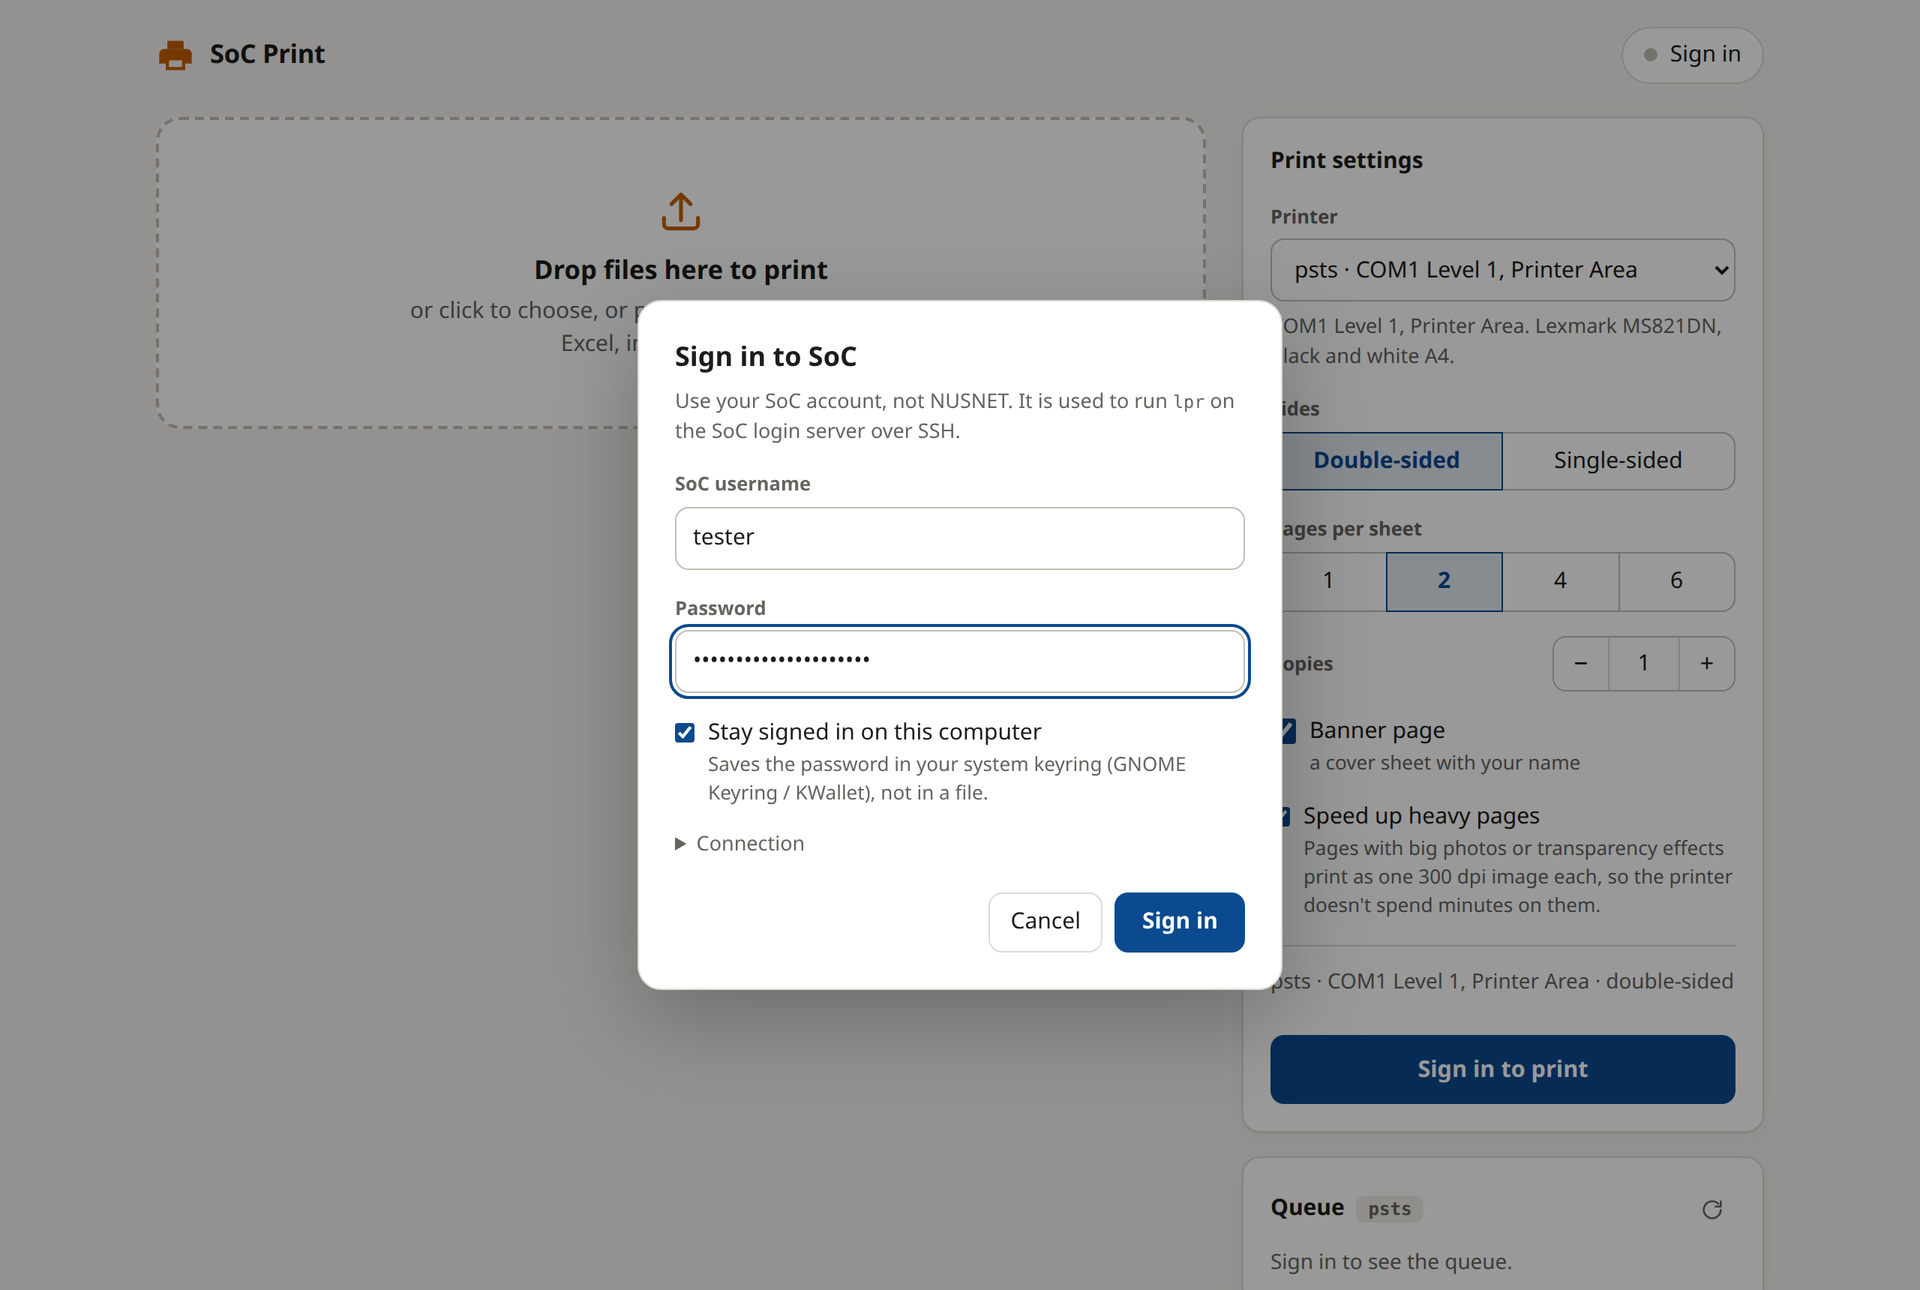 SoC Print
Sign in
Drop files here to print
or click to choose, or
Excel,
Print settings
Printer
psts · COM1 Level 1, Printer Area
OM1 Level 1, Printer Area. Lexmark MS821DN,
lack and white A4.
ides
Double-sided
Single-sided
ages per sheet
1
2
4
6
opies
−
1
+
Banner page
a cover sheet with your name
Speed up heavy pages
Pages with big photos or transparency effects
print as one 300 dpi image each, so the printer
doesn't spend minutes on them.
psts · COM1 Level 1, Printer Area · double-sided
Sign in to print
Queue psts
Sign in to see the queue.
Sign in to SoC
Use your SoC account, not NUSNET. It is used to run lpr on
the SoC login server over SSH.
SoC username
tester
Password
•••••••••••••••••••••
Stay signed in on this computer
Saves the password in your system keyring (GNOME
Keyring / KWallet), not in a file.
Connection
Cancel
Sign in